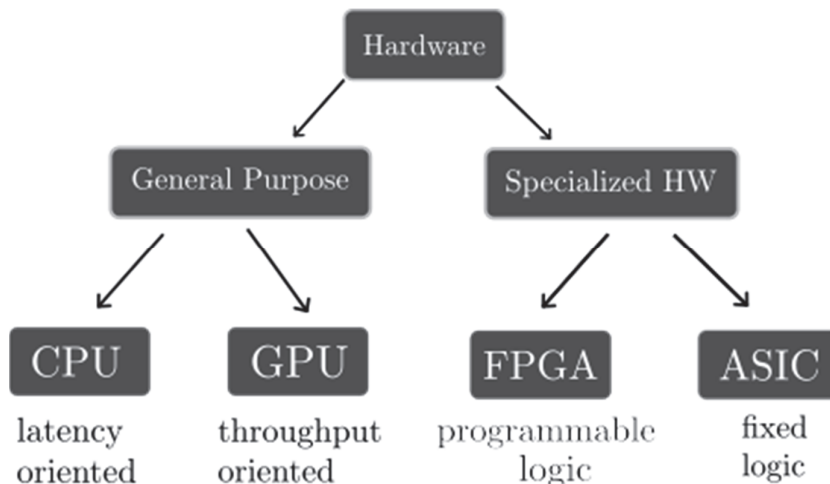 Hardware
General Purpose
Specialized HW
CPU
GPU
FPGA
ASIC
latency
oriented
throughput
oriented
programmable
logic
fixed
logic